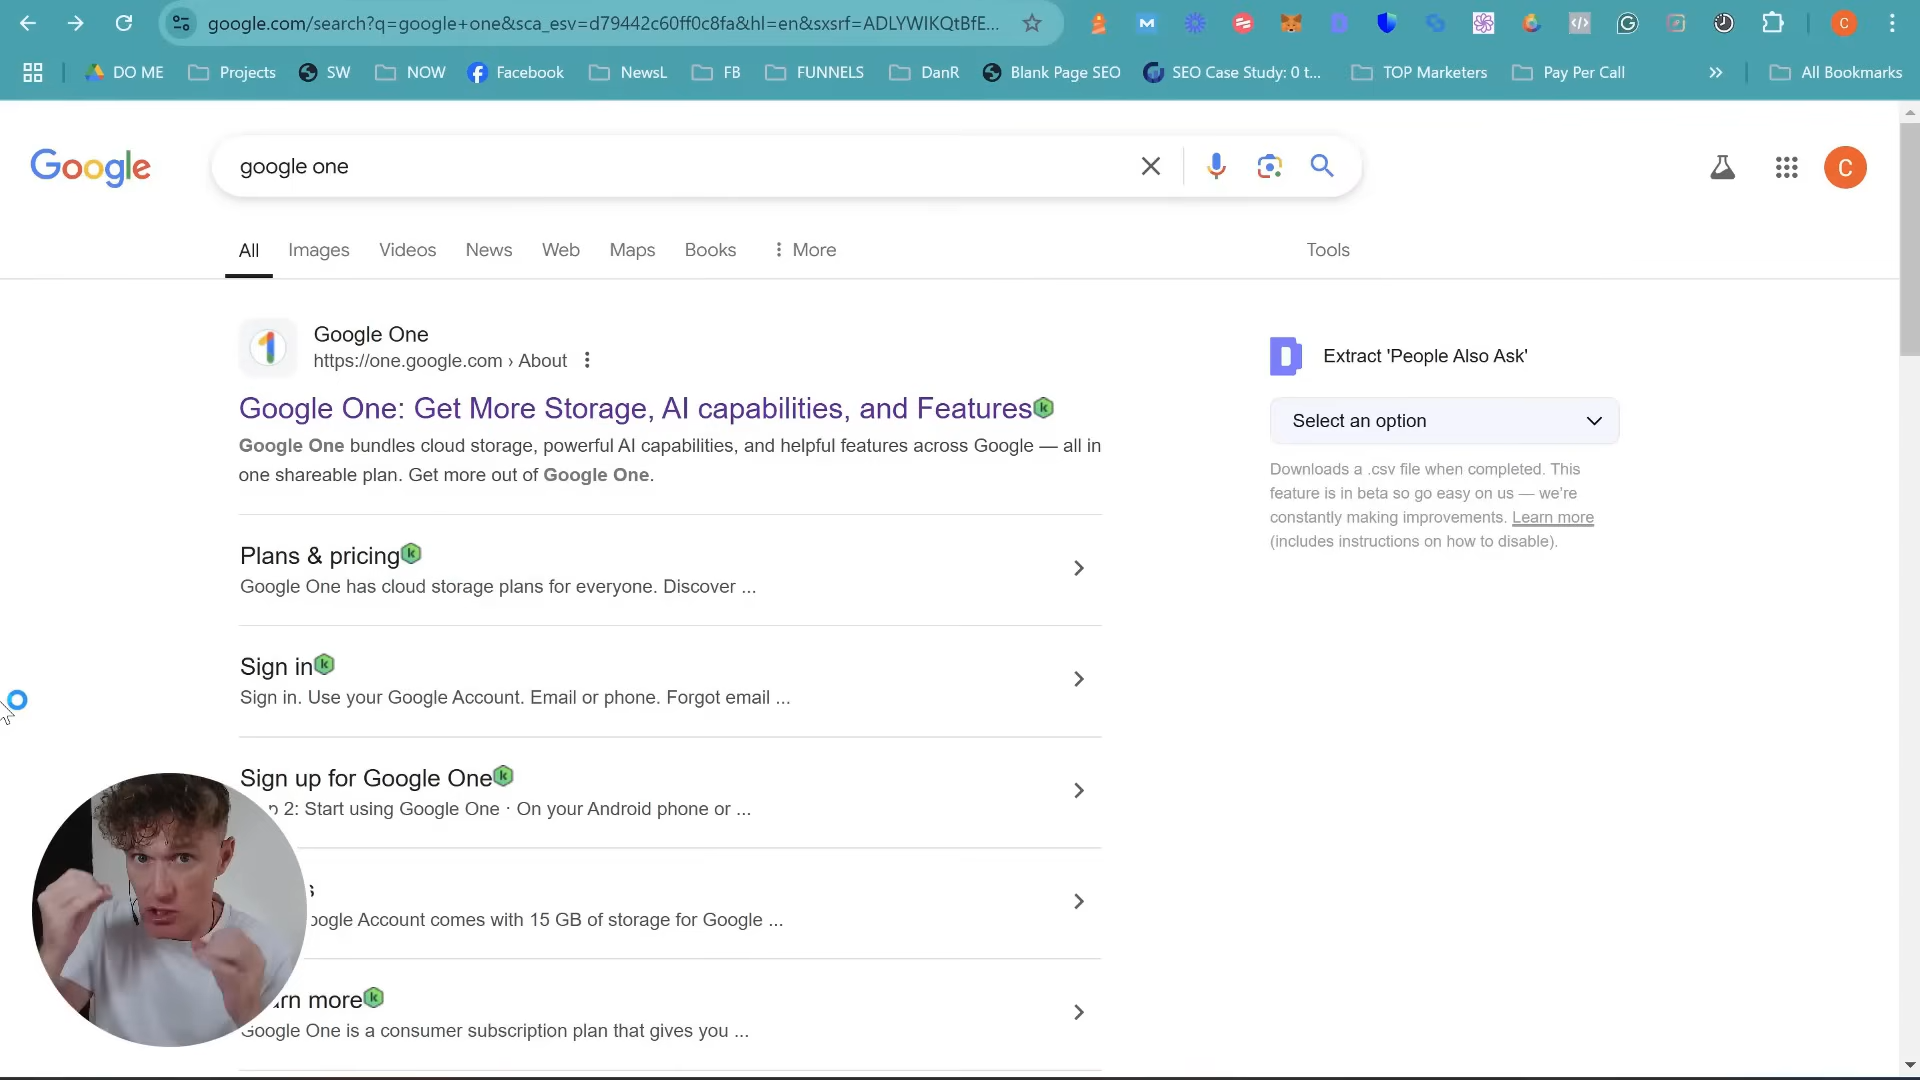 google.com/search?q=google+one&sca_esv=d79442c60ff0c8fa&hl=en&sxsrf=ADLYWIKQtBfE...
C
DO ME
Projects
SW
NOW
Facebook
NewsL
FB
FUNNELS
DanR
Blank Page SEO
SEO Case Study: 0 t...
TOP Marketers
Pay Per Call
All Bookmarks
Google
google one
C
All
Images
Videos
News
Web
Maps
Books
More
Tools
Google One
https://one.google.com › About
Google One: Get More Storage, AI capabilities, and Features
Google One bundles cloud storage, powerful AI capabilities, and helpful features across Google — all in
one shareable plan. Get more out of Google One.
Plans & pricing
Google One has cloud storage plans for everyone. Discover ...
Sign in
Sign in. Use your Google Account. Email or phone. Forgot email ...
Sign up for Google One
2: Start using Google One · On your Android phone or ...
Account comes with 15 GB of storage for Google ...
more
Google One is a consumer subscription plan that gives you ...
Extract 'People Also Ask'
Select an option
Downloads a .csv file when completed. This
feature is in beta so go easy on us — we're
constantly making improvements. Learn more
(includes instructions on how to disable).